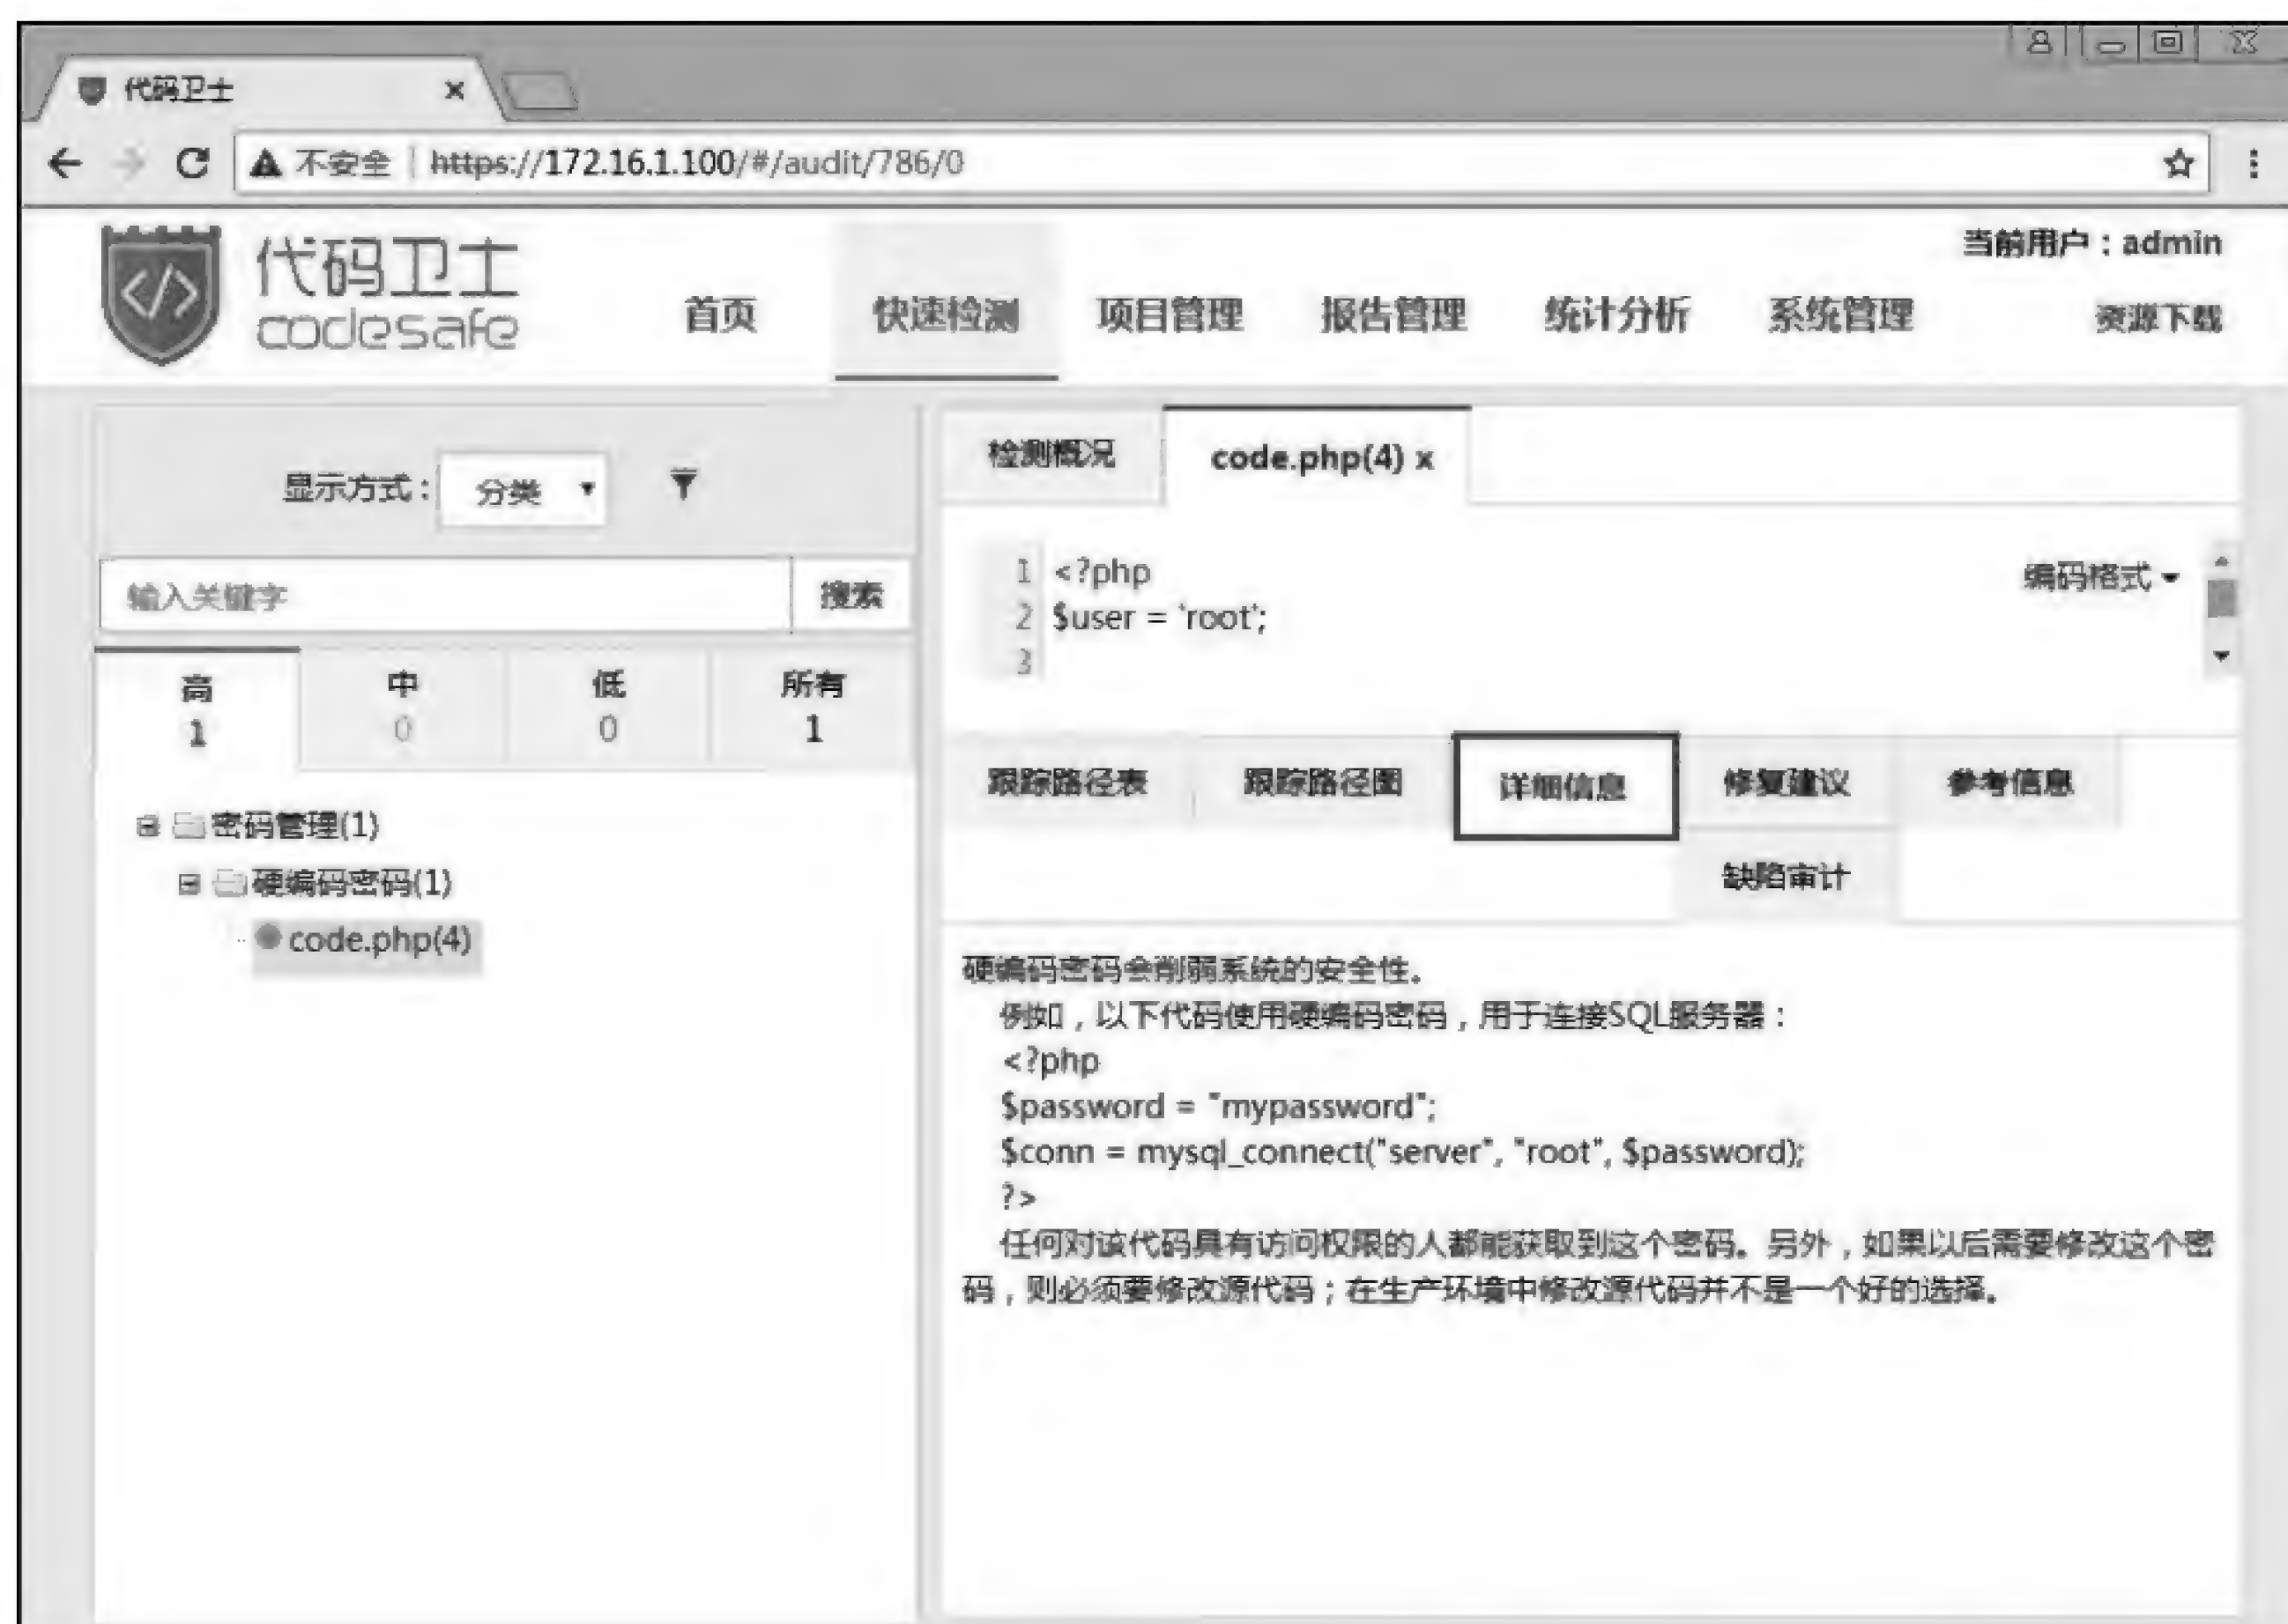 代码卫士 x
不安全 https://172.16.1.100/#/audit/786/0
当前用户：admin
代码卫士
codesafe
首页 快速检测 项目管理 报告管理 统计分析 系统管理 资源下载
显示方式： 分类
输入关键字 搜索
高 中 低 所有
1 0 0 1
密码管理(1)
硬编码密码(1)
code.php(4)
检测概况 code.php(4) x
1 <?php
编码格式
2 $user = 'root';
3
跟踪路径表 跟踪路径图 详细信息 修复建议 参考信息
缺陷审计
硬编码密码会削弱系统的安全性。
例如，以下代码使用硬编码密码，用于连接SQL服务器：
<?php
$password = "mypassword";
$conn = mysql_connect("server", "root", $password);
?>
任何对该代码具有访问权限的人都能获取到这个密码。另外，如果以后需要修改这个密
码，则必须要修改源代码；在生产环境中修改源代码并不是一个好的选择。